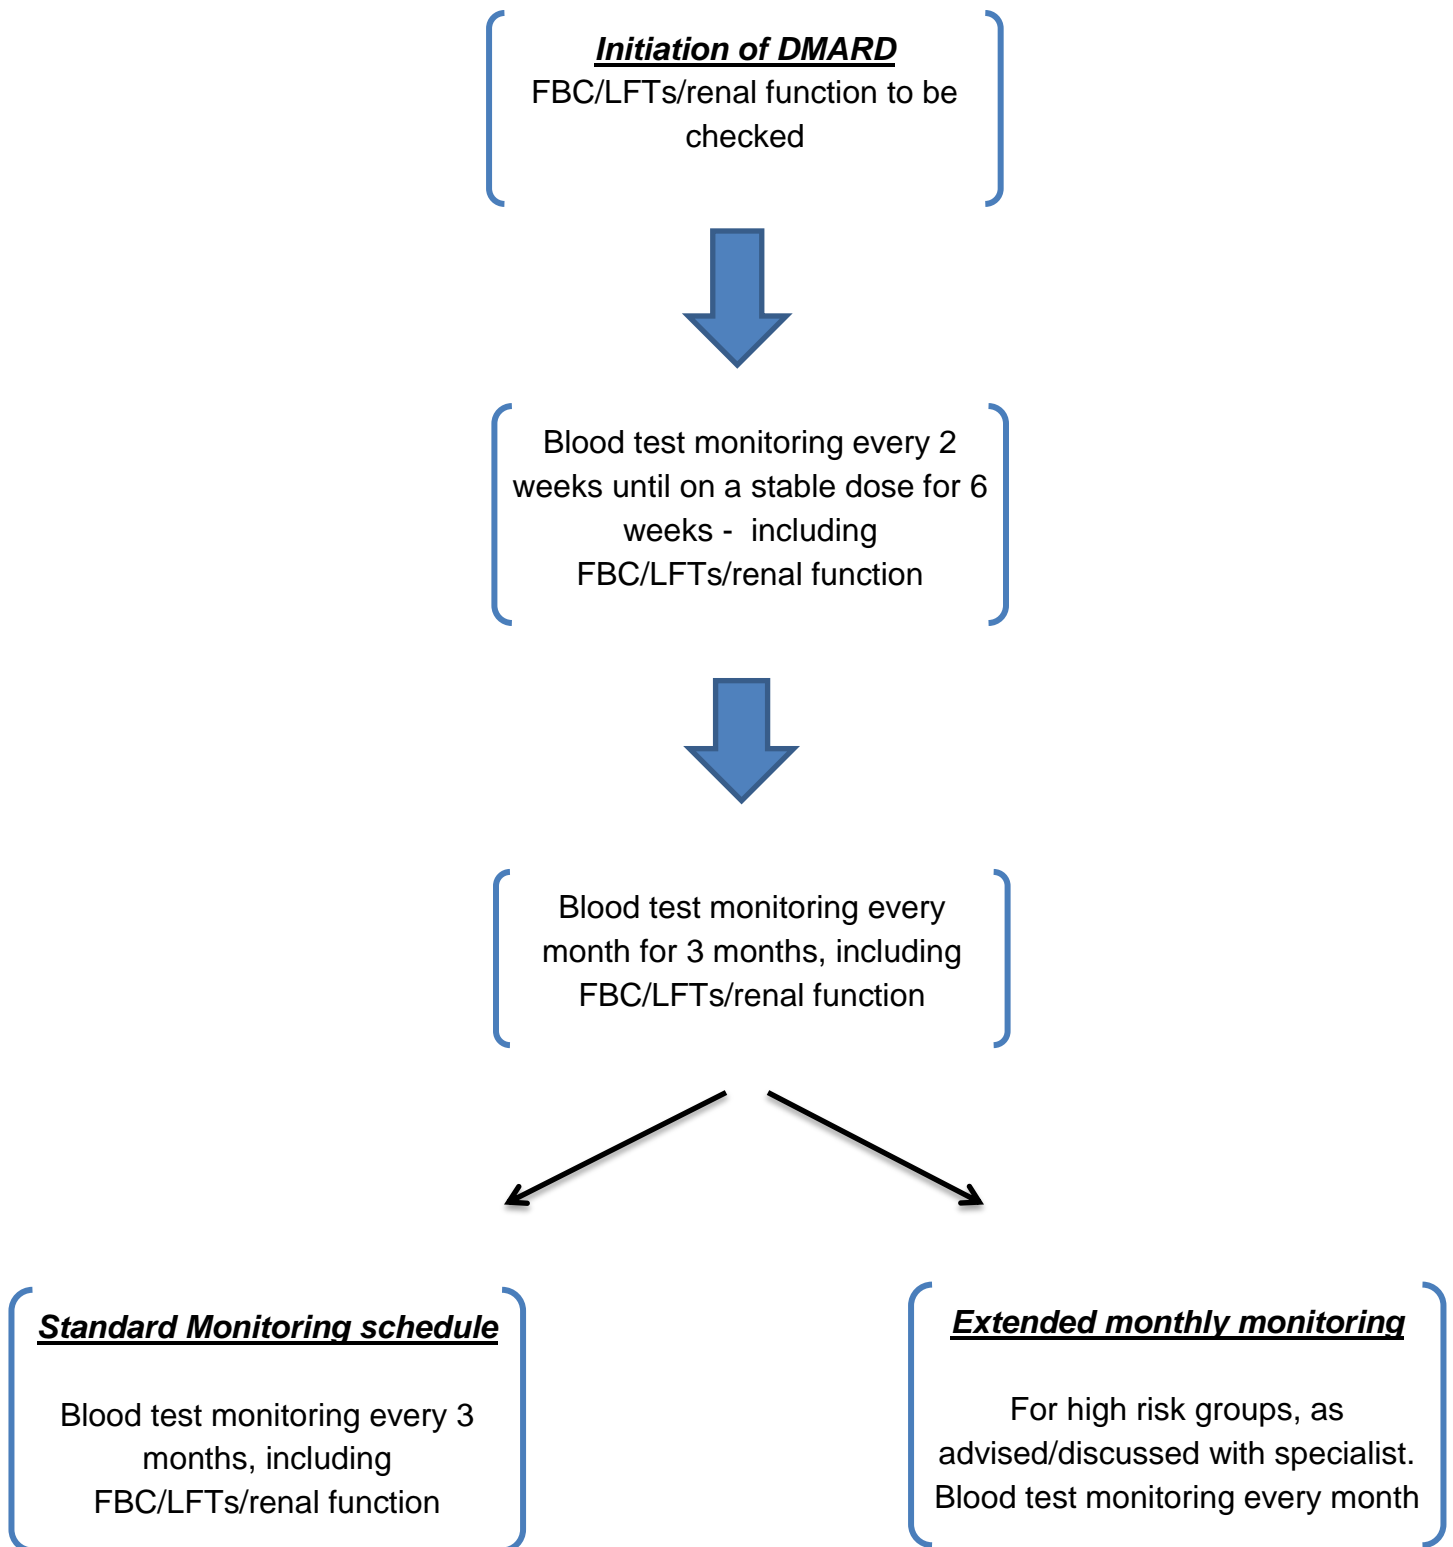 Initiation of DMARD
FBC/LFTs/renal function to be
checked
Blood test monitoring every 2
weeks until on a stable dose for 6
weeks -  including
FBC/LFTs/renal function
Blood test monitoring every
month for 3 months, including
FBC/LFTs/renal function
Standard Monitoring schedule
Blood test monitoring every 3
months, including
FBC/LFTs/renal function
Extended monthly monitoring
For high risk groups, as
advised/discussed with specialist.
Blood test monitoring every month